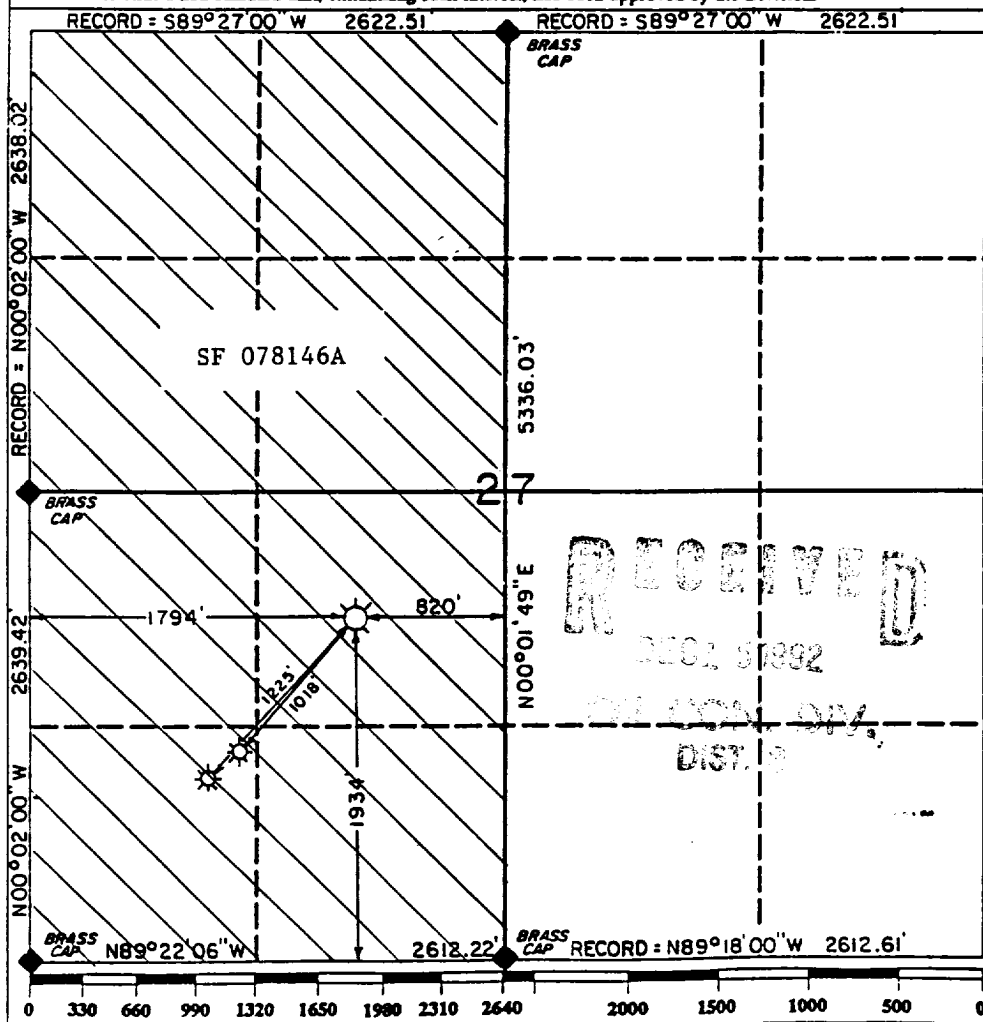 RECORD = S89°27'00" W 2622.51'
RECORD = S89°27'00" W 2622.51'
BRASS
CAP
RECORD = N00°02'00" W 2638.02'
SF 078146A
5336.03'
27
BRASS
CAP
RECEIVED
1794'
820'
N00°01'49" E
2639.42'
1225'
1018'
DIST. 3
1934'
N00°02'00" W
BRASS
CAP
N89°22'06" W 2612.22'
BRASS
CAP
RECORD = N89°18'00" W 2612.61'
0 330 660 990 1320 1650 1980 2310 2640 2000 1500 1000 500 0